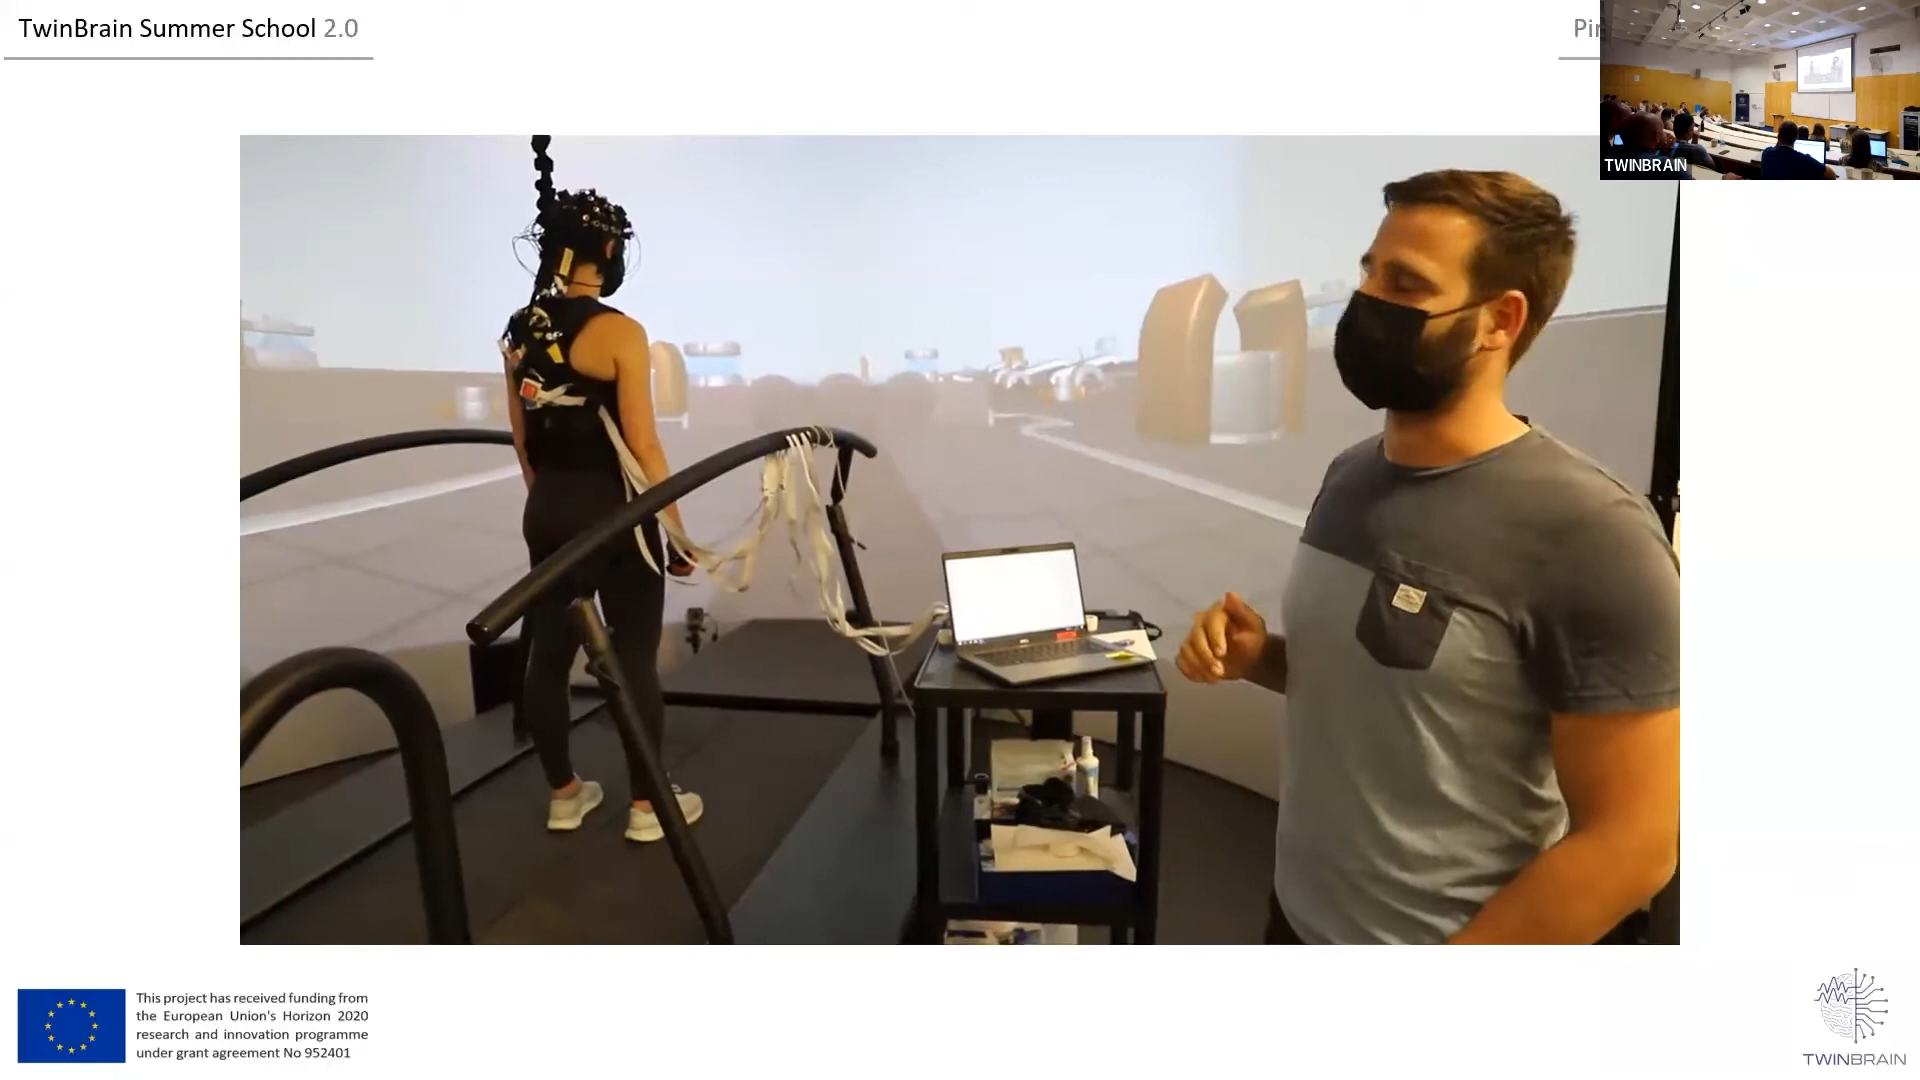 TwinBrain Summer School 2.0
TWINBRAIN
This project has received funding from
the European Union's Horizon 2020
research and innovation programme
under grant agreement No 952401
TWINBRAIN